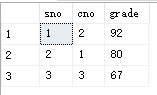 sno cno grade
1 1 2 92
2 2 1 80
3 3 3 67